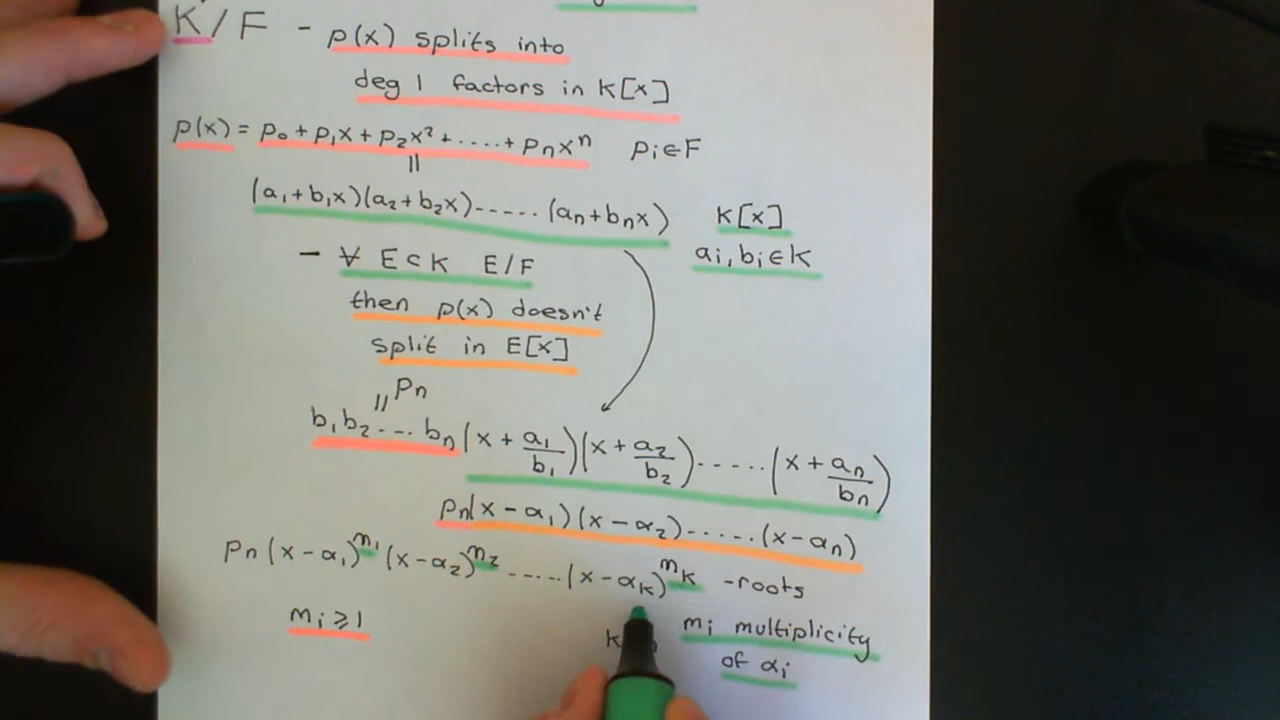 K/F - p(x) splits into
deg 1 factors in K[x]
p(x) = p₀ + p₁x + p₂x² + ..... + pₙxⁿ pᵢ∈F
=
(a₁+b₁x)(a₂+b₂x)-----(aₙ+bₙx) K[x]
aᵢ, bᵢ ∈ K
- ∀ E⊂K E/F
then p(x) doesn't
split in E[x]
= pₙ
b₁b₂....bₙ(x + a₁/b₁)(x + a₂/b₂).....(x + aₙ/bₙ)
pₙ(x-α₁)(x-α₂).....(x-αₙ)
pₙ(x-α₁)^m₁(x-α₂)^m₂.....(x-αₖ)^mₖ - roots
mᵢ ≥ 1
mᵢ multiplicity
of αᵢ